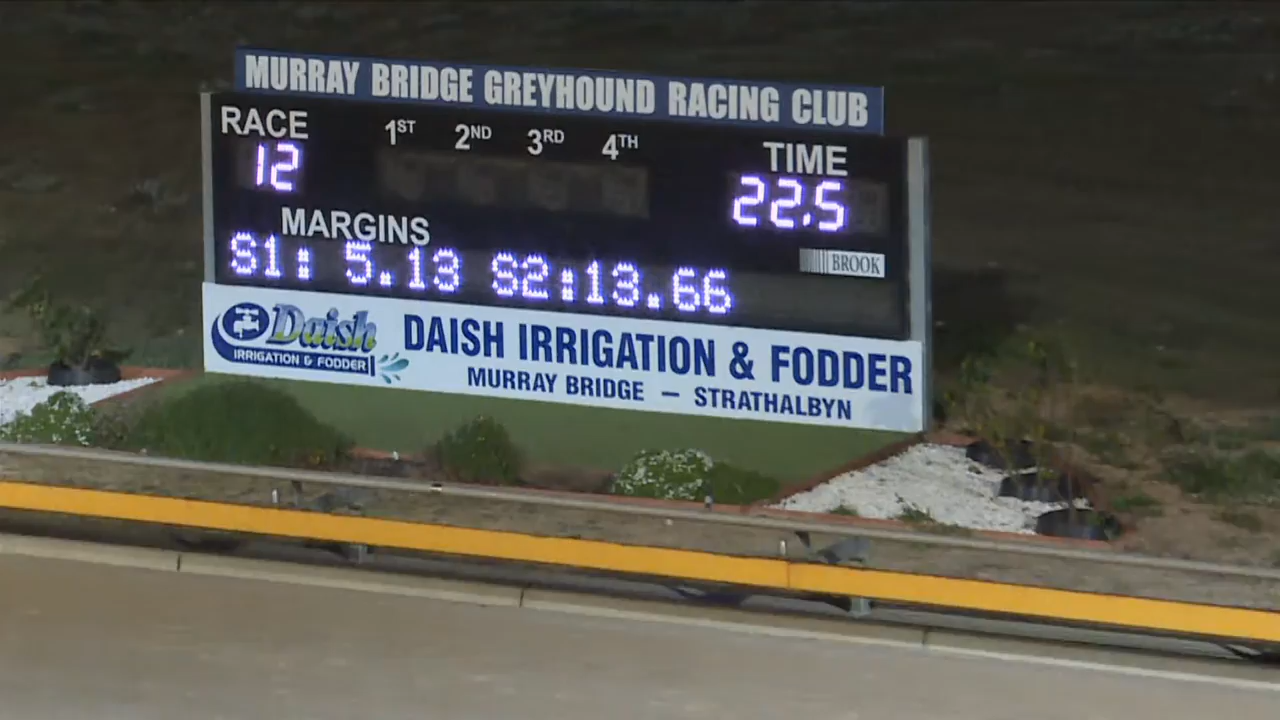 MURRAY BRIDGE GREYHOUND RACING CLUB
RACE 1ST 2ND 3RD 4TH TIME
12 22.5
MARGINS
S1: 5.13 S2:13.66
BROOK
Daish
IRRIGATION & FODDER
DAISH IRRIGATION & FODDER
MURRAY BRIDGE – STRATHALBYN